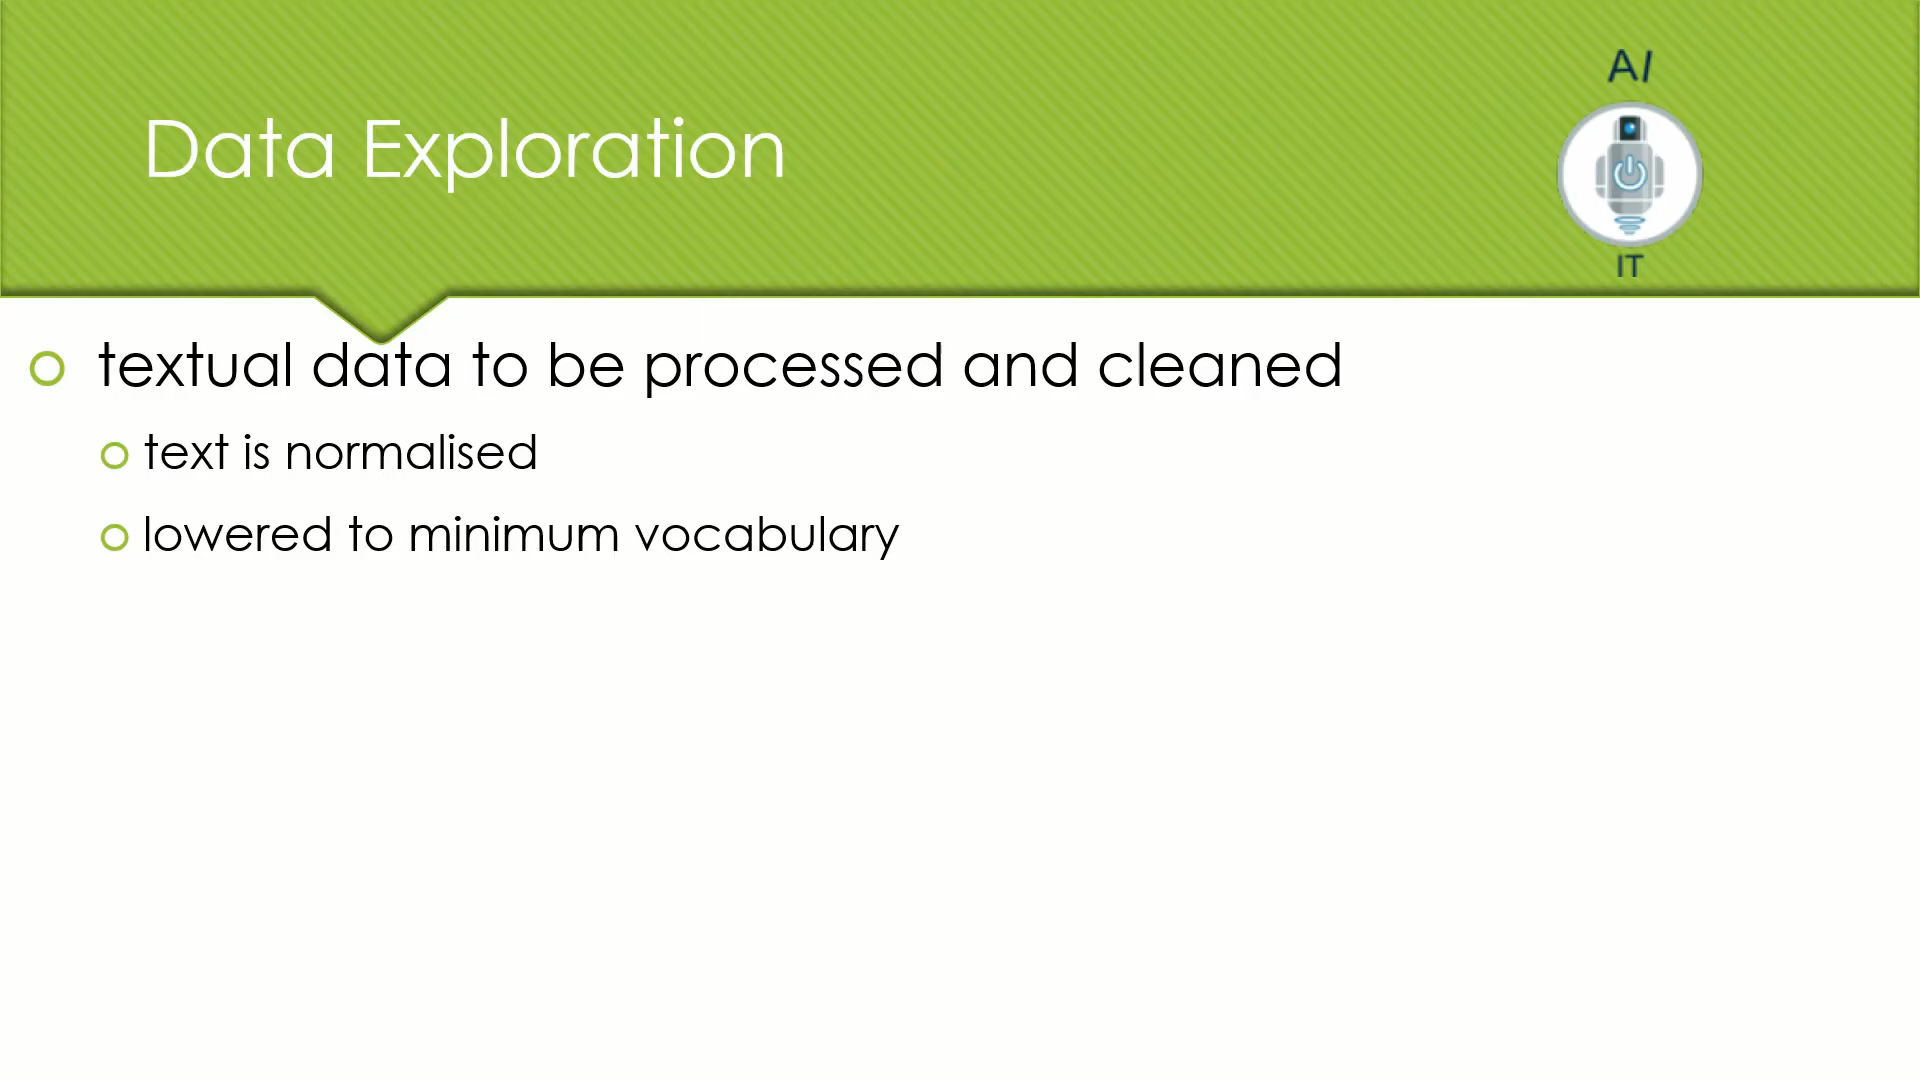 AI
Data Exploration
IT
textual data to be processed and cleaned
text is normalised
lowered to minimum vocabulary